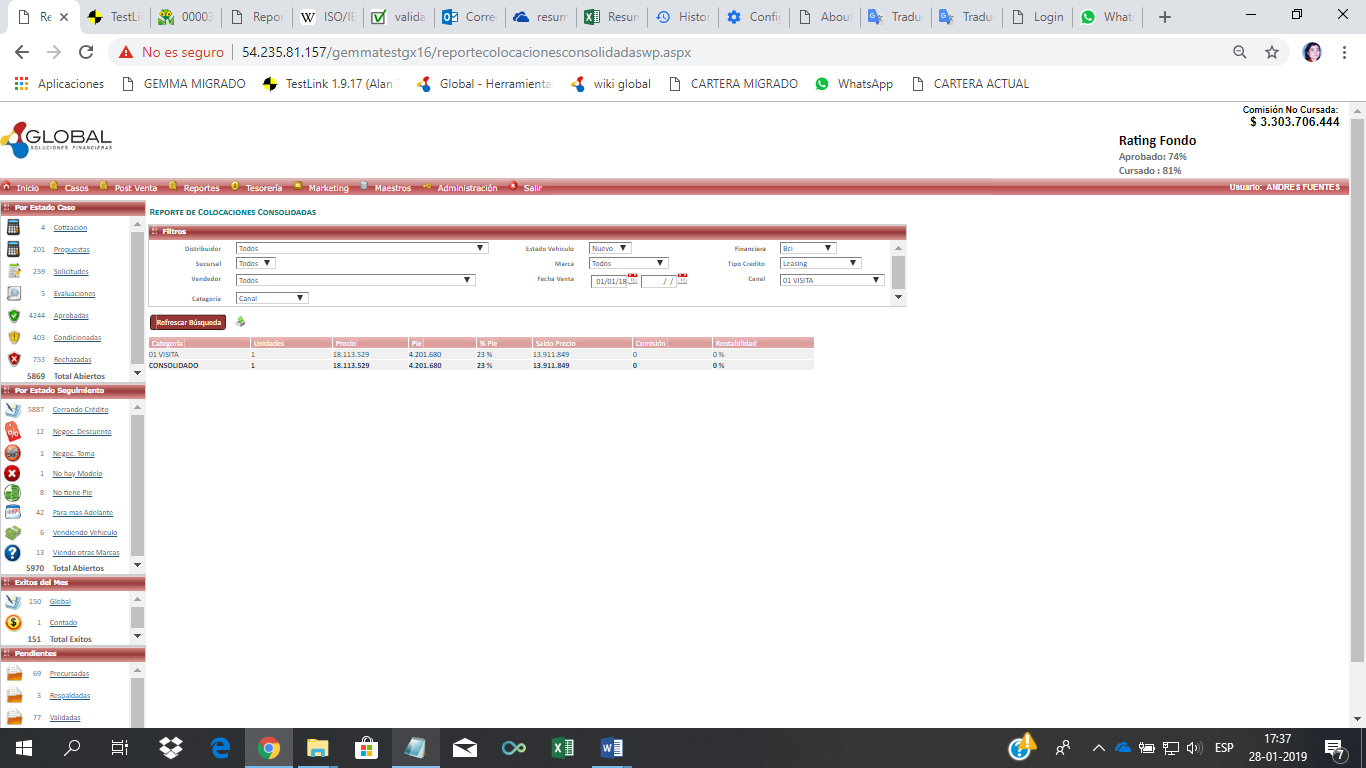 Re
TestLink
00003
Repor
ISO/IE
valida
Corre
resum
Resun
Histor
Config
About
Tradu
Tradu
Login
What
No es seguro | 54.235.81.157/gemmatestgx16/reportecolocacionesconsolidadaswp.aspx
Aplicaciones GEMMA MIGRADO TestLink 1.9.17 (Alan Global - Herramienta wiki global CARTERA MIGRADO WhatsApp CARTERA ACTUAL
Comisión No Cursada:
$ 3.303.706.444
GLOBAL
SOLUCIONES FINANCIERAS
Rating Fondo
Aprobado: 74%
Cursado : 81%
Inicio Casos Post Venta Reportes Tesorería Marketing Maestros Administración Salir Usuario: ANDRES FUENTES
Por Estado Caso
4 Cotizacion
201 Propuestas
259 Solicitudes
5 Evaluaciones
4244 Aprobadas
403 Condicionadas
753 Rechazadas
5869 Total Abiertos
Por Estado Seguimiento
5887 Cerrando Crédito
12 Negoc. Descuento
1 Negoc. Toma
1 No hay Modelo
8 No tiene Pie
42 Para mas Adelante
6 Vendiendo Vehiculo
13 Viendo otras Marcas
5970 Total Abiertos
Exitos del Mes
150 Global
1 Contado
151 Total Exitos
Pendientes
69 Precursadas
3 Respaldadas
77 Validadas
REPORTE DE COLOCACIONES CONSOLIDADAS
Filtros
Distribuidor Todos Estado Vehiculo Nuevo Financiera Bci
Sucursal Todos Marca Todos Tipo Credito Leasing
Vendedor Todos Fecha Venta 01/01/18 / / Canal 01 VISITA
Categoria Canal
Refrescar Búsqueda
Categoría Unidades Precio Pie % Pie Saldo Precio Comisión Rentabilidad
01 VISITA 1 18.113.529 4.201.680 23 % 13.911.849 0 0 %
CONSOLIDADO 1 18.113.529 4.201.680 23 % 13.911.849 0 0 %
ESP
17:37
28-01-2019
7